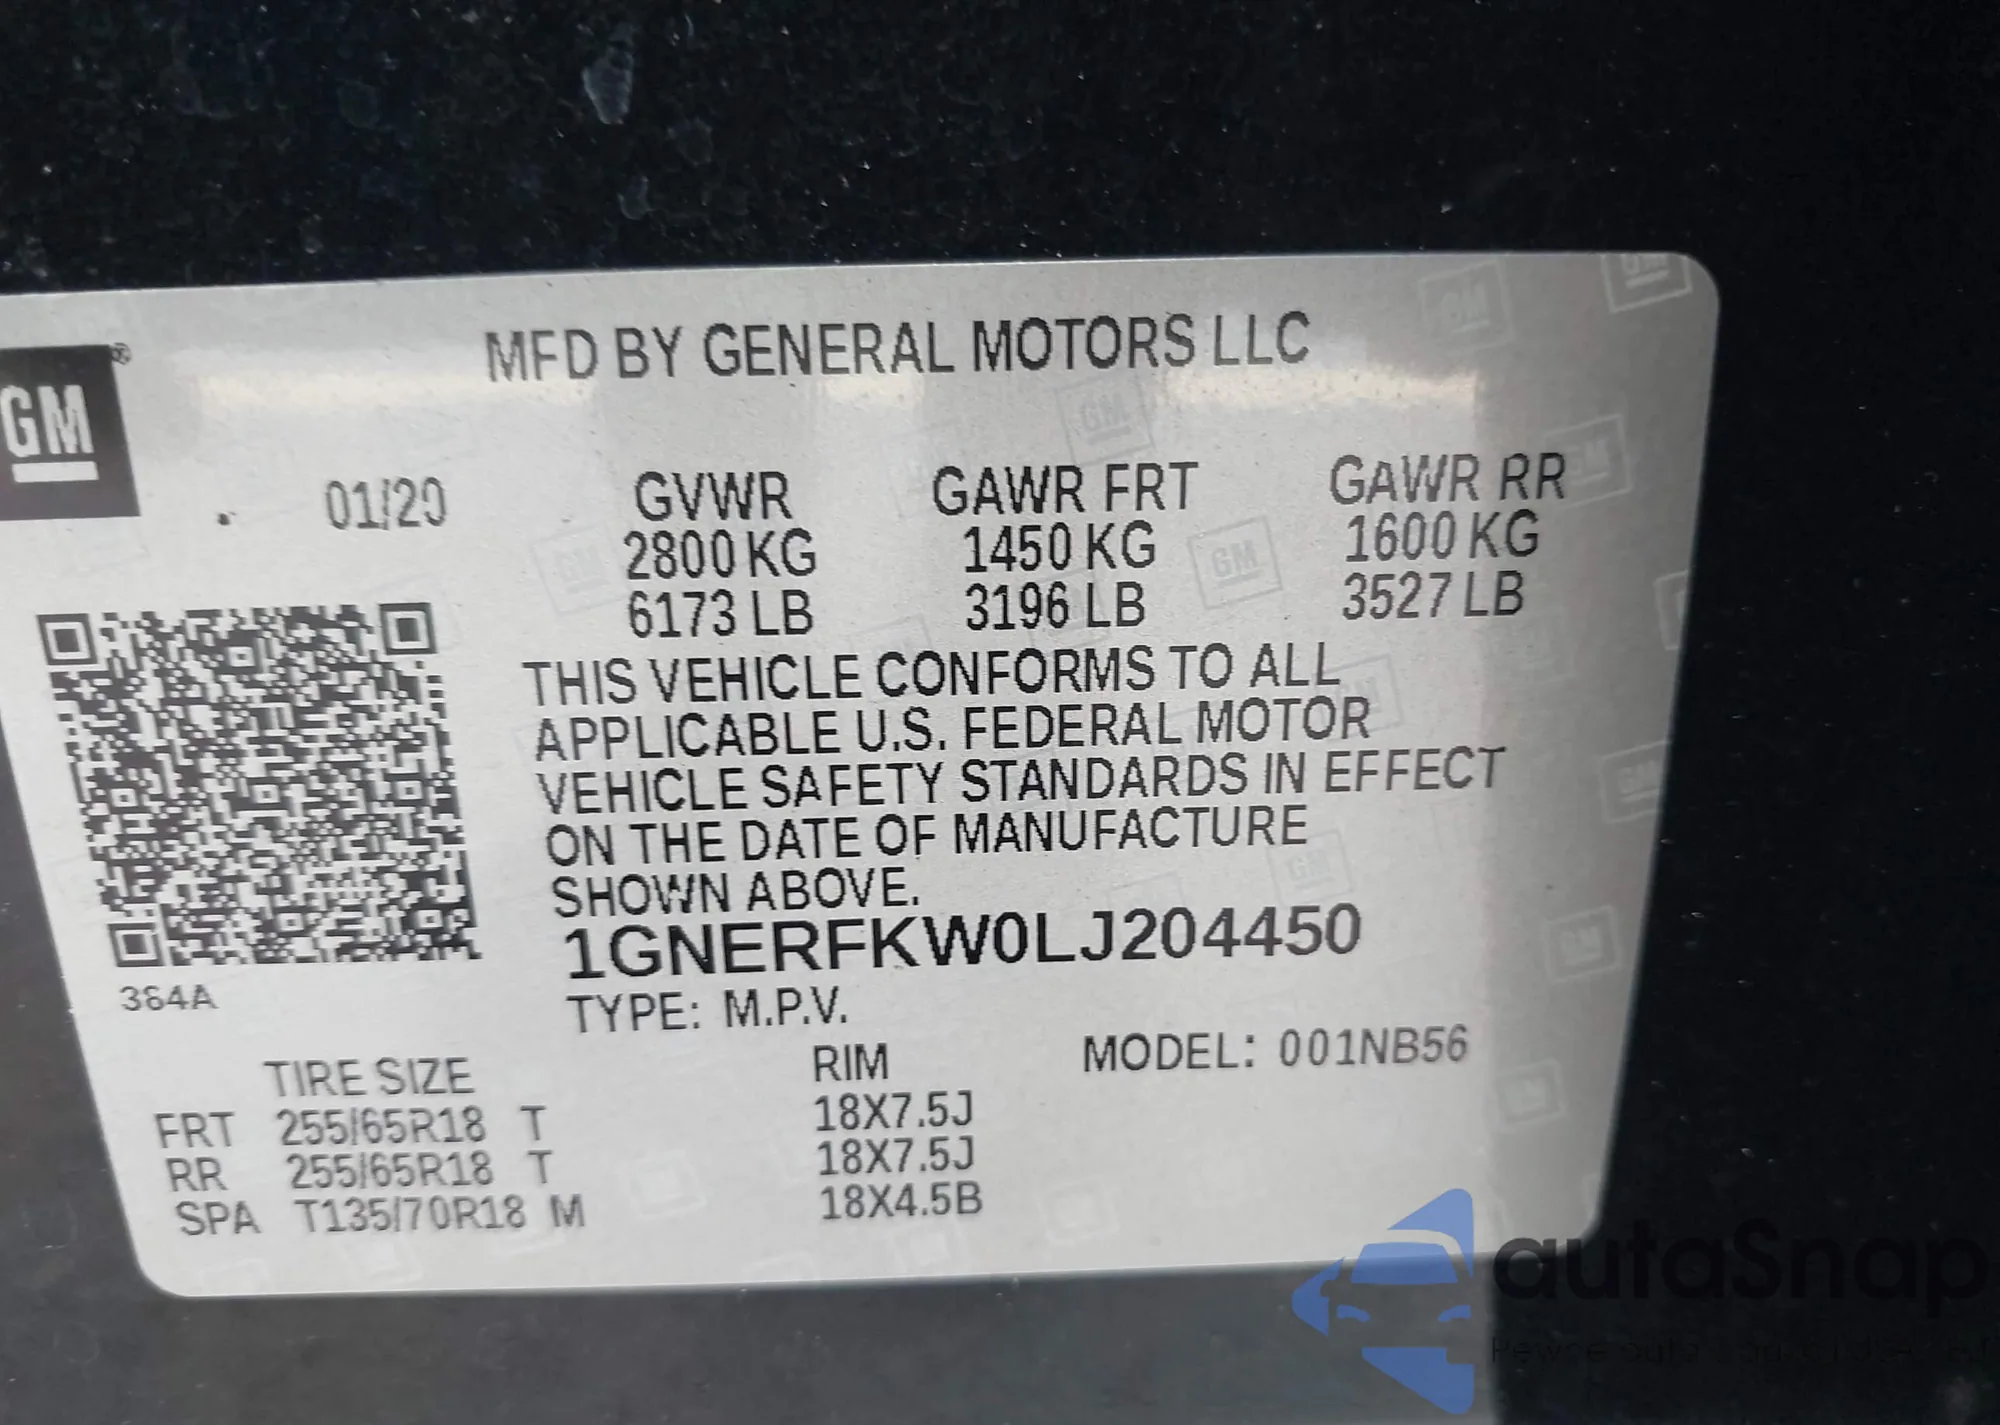 MFD BY GENERAL MOTORS LLC
GM®
01/20 GVWR GAWR FRT GAWR RR
2800 KG 1450 KG 1600 KG
6173 LB 3196 LB 3527 LB
THIS VEHICLE CONFORMS TO ALL
APPLICABLE U.S. FEDERAL MOTOR
VEHICLE SAFETY STANDARDS IN EFFECT
ON THE DATE OF MANUFACTURE
SHOWN ABOVE.
1GNERFKW0LJ204450
384A
TYPE: M.P.V.
TIRE SIZE RIM MODEL: 001NB56
FRT 255/65R18 T 18X7.5J
RR 255/65R18 T 18X7.5J
SPA T135/70R18 M 18X4.5B
autaSnap